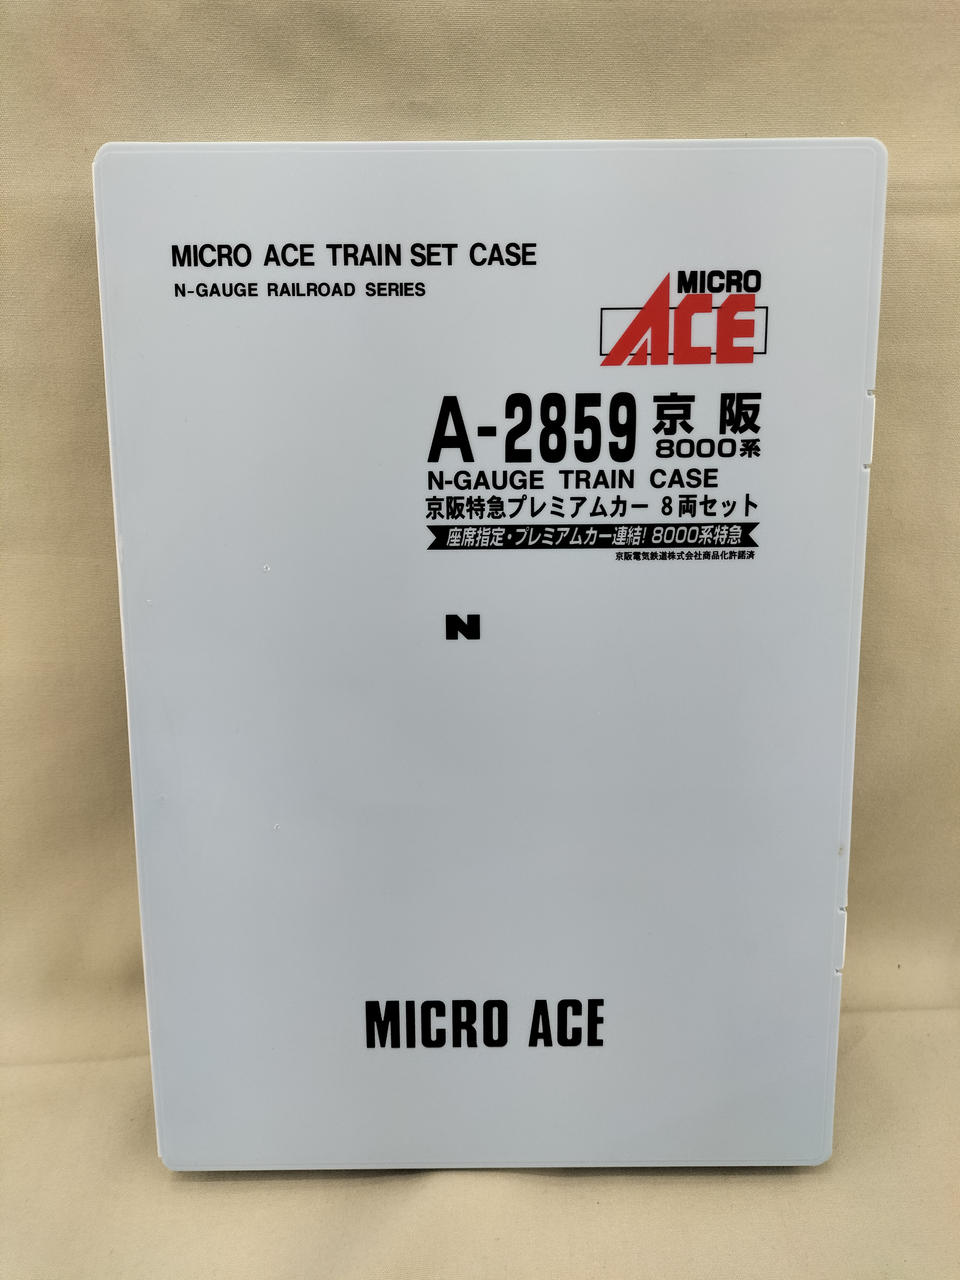 MICRO ACE TRAIN SET CASE
N-GAUGE RAILROAD SERIES
MICRO
ACE
A-2859 京阪
8000系
N-GAUGE TRAIN CASE
京阪特急プレミアムカー 8両セット
座席指定・プレミアムカー連結! 8000系特急
京阪電気鉄道株式会社商品化許諾済
N
MICRO ACE